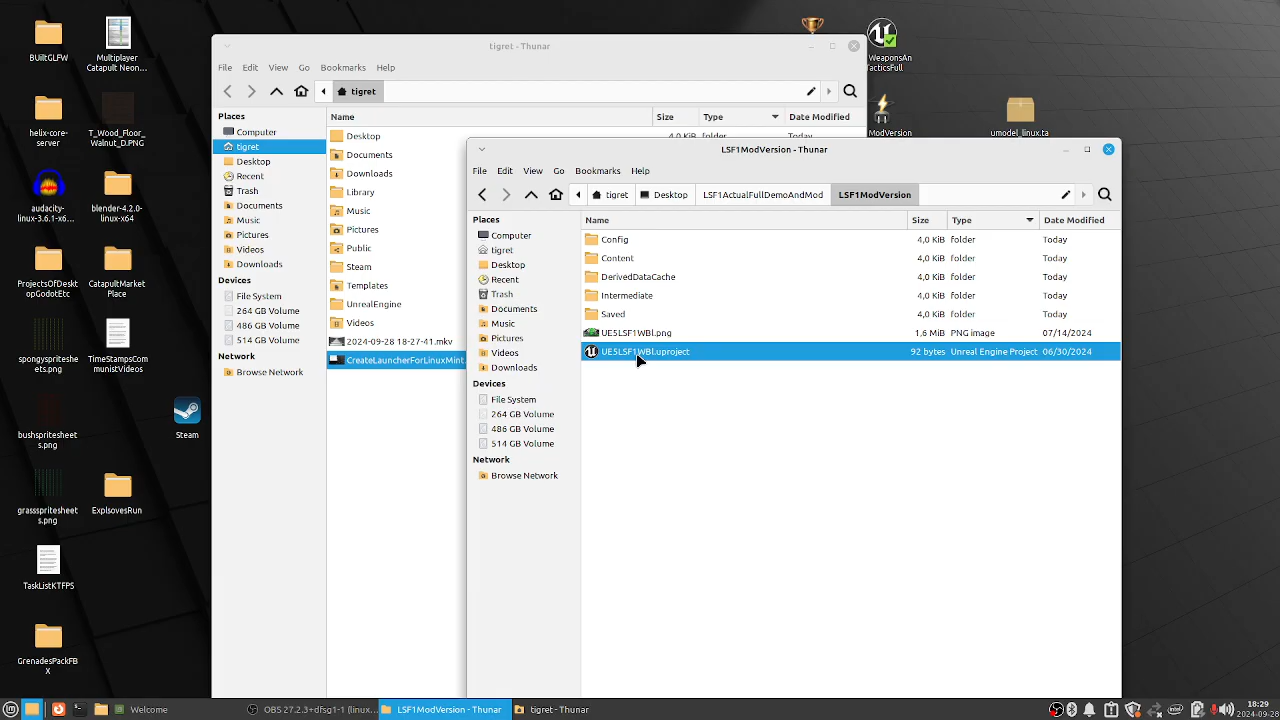 BUiltGLFW
Multiplayer
Catapult Neon...
helix-core-
server
T_Wood_Floor_
Walnut_D.PNG
audacity-
linux-3.6.1-x6...
blender-4.2.0-
linux-x64
ProjectsOfDesk
topGodotEtc
CatapultMarket
Place
spongyspriteshe
ets.png
TimeStampsCom
munistVideos
bushspritesheet
s.png
Steam
grassspritesheet
s.png
ExplsovesRun
TaskListKTFPS
GrenadesPackFB
X
WeaponsAn
TacticsFull
ModVersion
umodel_linux.ta
tigret - Thunar
File Edit View Go Bookmarks Help
tigret
Places
Computer
tigret
Desktop
Recent
Trash
Documents
Music
Pictures
Videos
Downloads
Devices
File System
264 GB Volume
486 GB Volume
514 GB Volume
Network
Browse Network
Name Size Type Date Modified
Desktop 4,0 KiB folder Today
Documents
Downloads
Library
Music
Pictures
Public
Steam
Templates
UnrealEngine
Videos
2024-09-28 18-27-41.mkv
CreateLauncherForLinuxMint
LSF1ModVersion - Thunar
File Edit View Go Bookmarks Help
tigret Desktop LSF1ActualFullDemoAndMod LSF1ModVersion
Places
Computer
tigret
Desktop
Recent
Trash
Documents
Music
Pictures
Videos
Downloads
Devices
File System
264 GB Volume
486 GB Volume
514 GB Volume
Network
Browse Network
Name Size Type Date Modified
Config 4,0 KiB folder Today
Content 4,0 KiB folder Today
DerivedDataCache 4,0 KiB folder Today
Intermediate 4,0 KiB folder Today
Saved 4,0 KiB folder Today
UE5LSF1WBl.png 1,6 MiB PNG image 07/14/2024
UE5LSF1WBl.uproject 92 bytes Unreal Engine Project 06/30/2024
Welcome
OBS 27.2.3+dfsg1-1 (linux...
LSF1ModVersion - Thunar
tigret - Thunar
18:29
2024-09-28